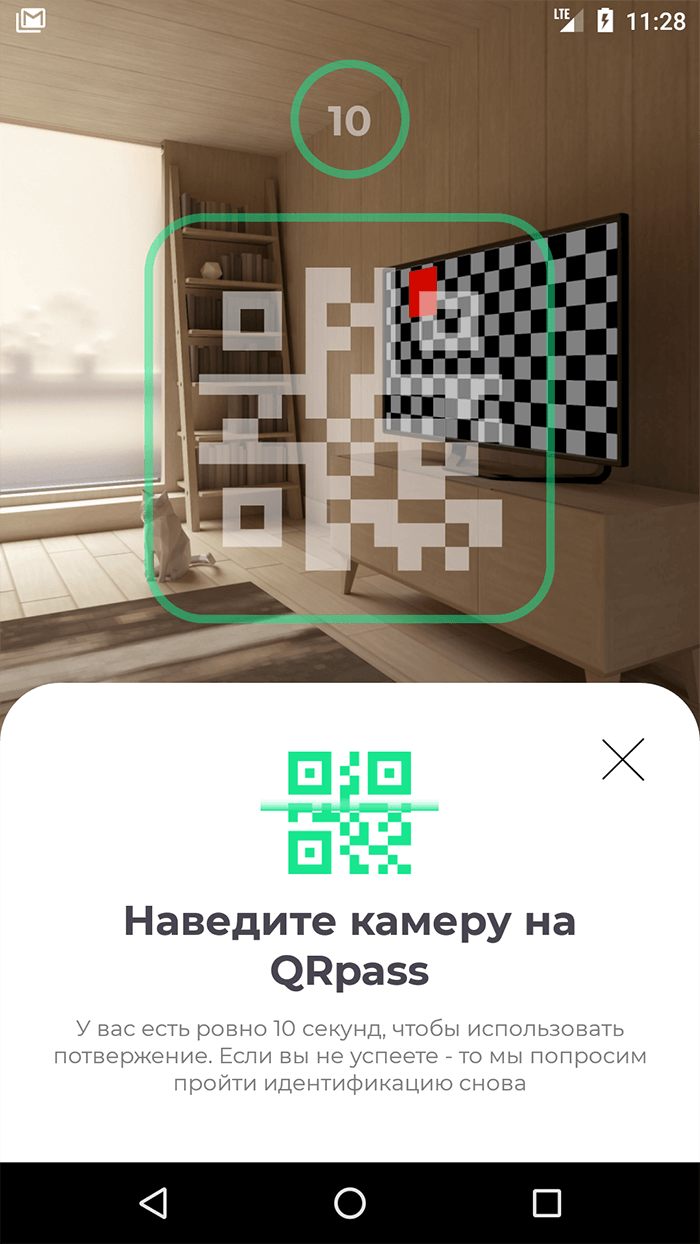 LTE
11:28
10
Наведите камеру на
QRpass
У вас есть ровно 10 секунд, чтобы использовать
потвержение. Если вы не успеете - то мы попросим
пройти идентификацию снова